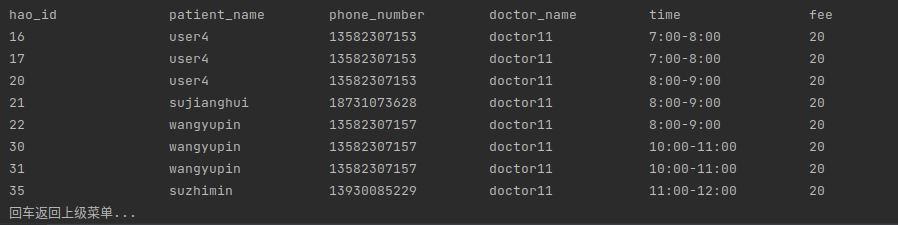 hao_id patient_name phone_number doctor_name time fee
16 user4 13582307153 doctor11 7:00-8:00 20
17 user4 13582307153 doctor11 7:00-8:00 20
20 user4 13582307153 doctor11 8:00-9:00 20
21 sujianghui 18731073628 doctor11 8:00-9:00 20
22 wangyupin 13582307157 doctor11 8:00-9:00 20
30 wangyupin 13582307157 doctor11 10:00-11:00 20
31 wangyupin 13582307157 doctor11 10:00-11:00 20
35 suzhimin 13930085229 doctor11 11:00-12:00 20
回车返回上级菜单...